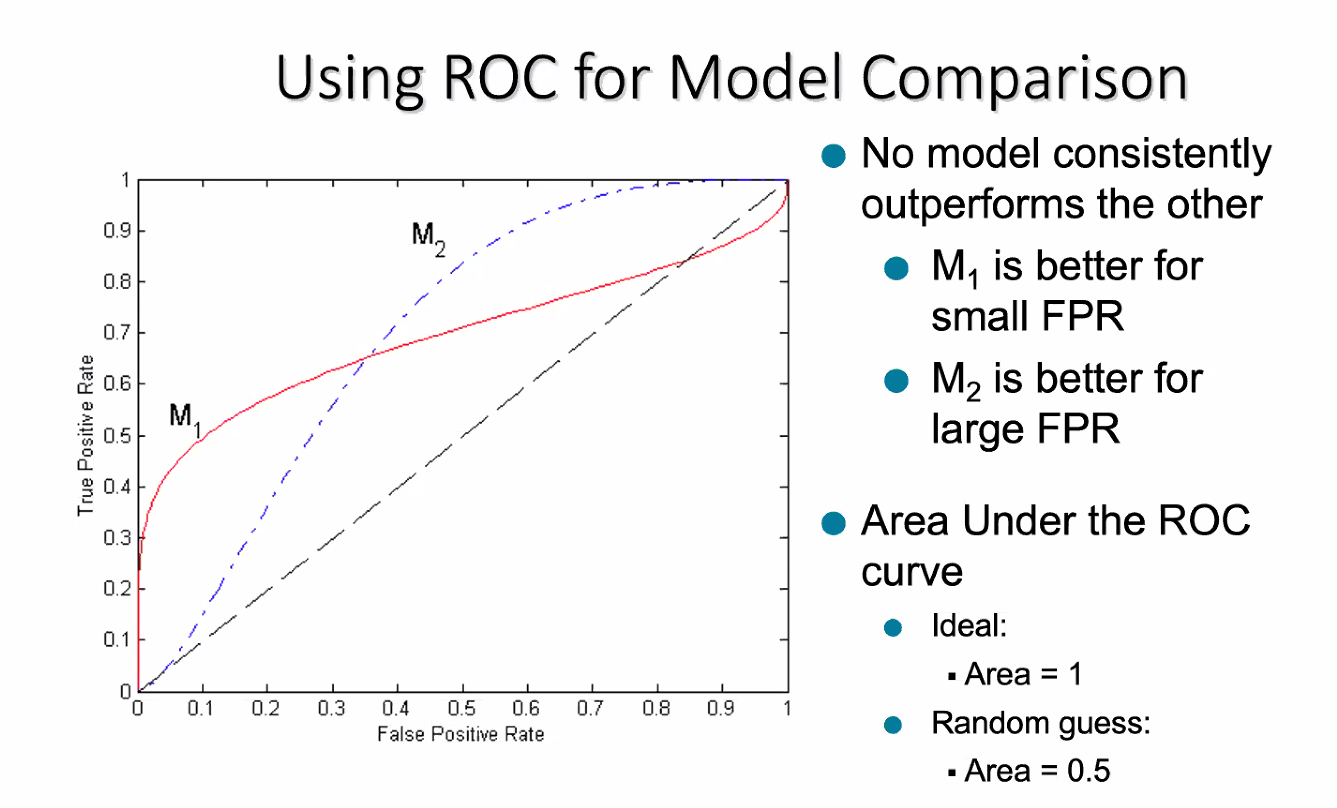 Using ROC for Model Comparison
True Positive Rate
1
0.9
0.8
0.7
0.6
0.5
0.4
0.3
0.2
0.1
0
M1
M2
0
0.1
0.2
0.3
0.4
0.5
0.6
0.7
0.8
0.9
1
False Positive Rate
No model consistently
outperforms the other
M1 is better for
small FPR
M2 is better for
large FPR
Area Under the ROC
curve
Ideal:
Area = 1
Random guess:
Area = 0.5